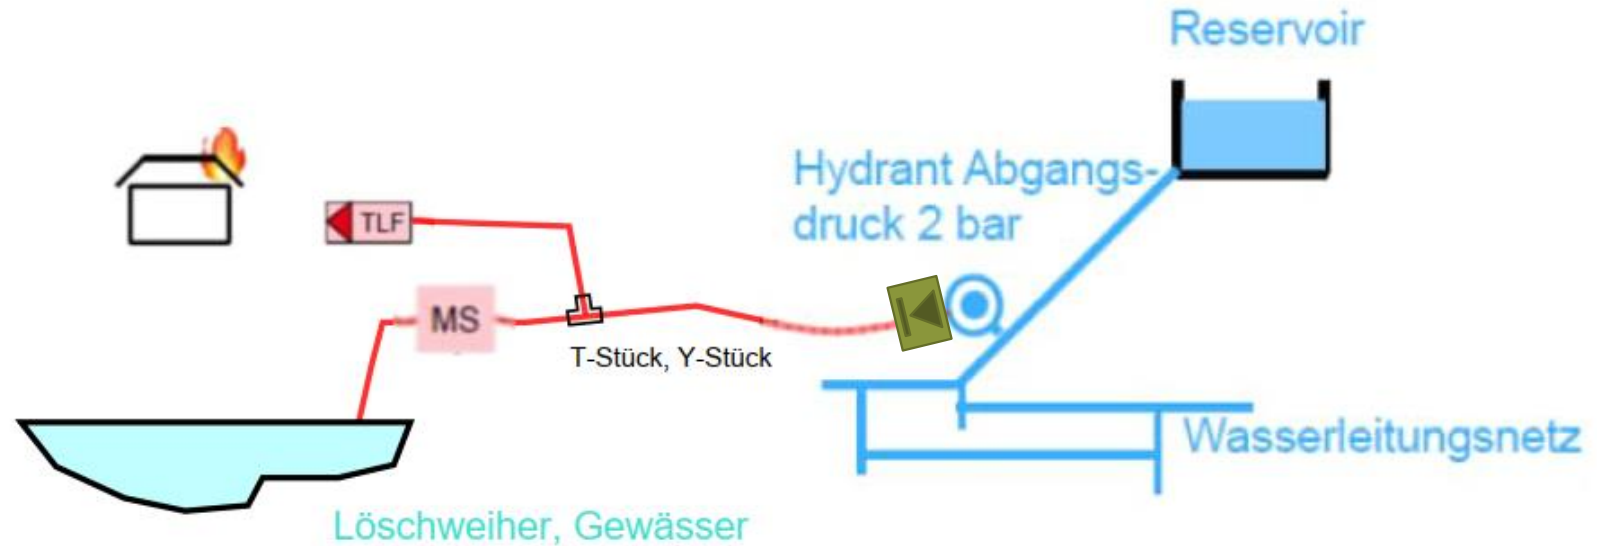 Reservoir
Hydrant Abgangs-
druck 2 bar
TLF
MS
T-Stück, Y-Stück
Wasserleitungsnetz
Löschweiher, Gewässer